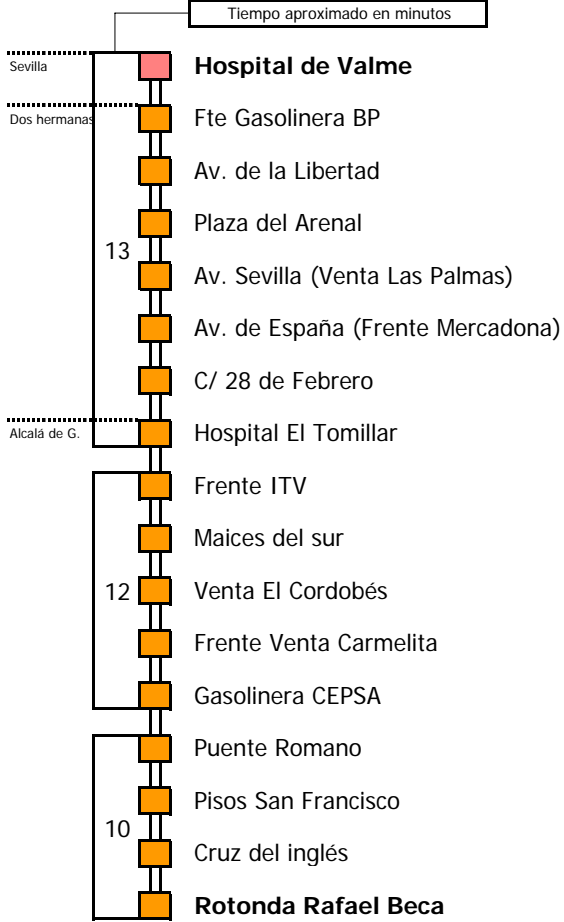 Tiempo aproximado en minutos
Sevilla
Hospital de Valme
Dos hermanas
Fte Gasolinera BP
Av. de la Libertad
Plaza del Arenal
13
Av. Sevilla (Venta Las Palmas)
Av. de España (Frente Mercadona)
C/ 28 de Febrero
Alcalá de G.
Hospital El Tomillar
Frente ITV
Maices del sur
12
Venta El Cordobés
Frente Venta Carmelita
Gasolinera CEPSA
Puente Romano
Pisos San Francisco
10
Cruz del inglés
Rotonda Rafael Beca